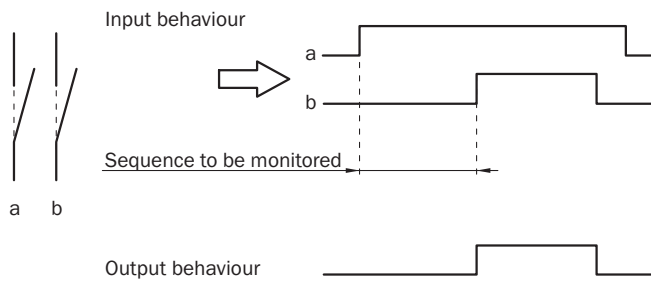 Input behaviour
a
b
Sequence to be monitored
a b
Output behaviour